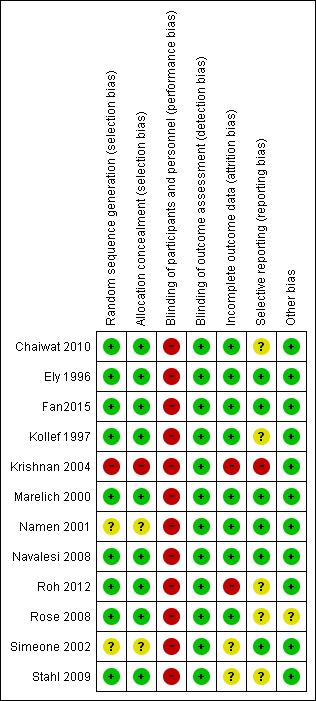 Random sequence generation (selection bias)
Allocation concealment (selection bias)
Blinding of participants and personnel (performance bias)
Blinding of outcome assessment (detection bias)
Incomplete outcome data (attrition bias)
Selective reporting (reporting bias)
Other bias
Chaiwat 2010 + + - + + ? +
Ely 1996 + + - + + + +
Fan2015 + + - + + + +
Kollef 1997 + + - + + ? +
Krishnan 2004 - - - + - - +
Marelich 2000 + + - + + + +
Namen 2001 ? ? - + + + +
Navalesi 2008 + + - + + + +
Roh 2012 + + - + - ? +
Rose 2008 + + - + + ? ?
Simeone 2002 ? ? - + ? + +
Stahl 2009 + + - + ? ? +